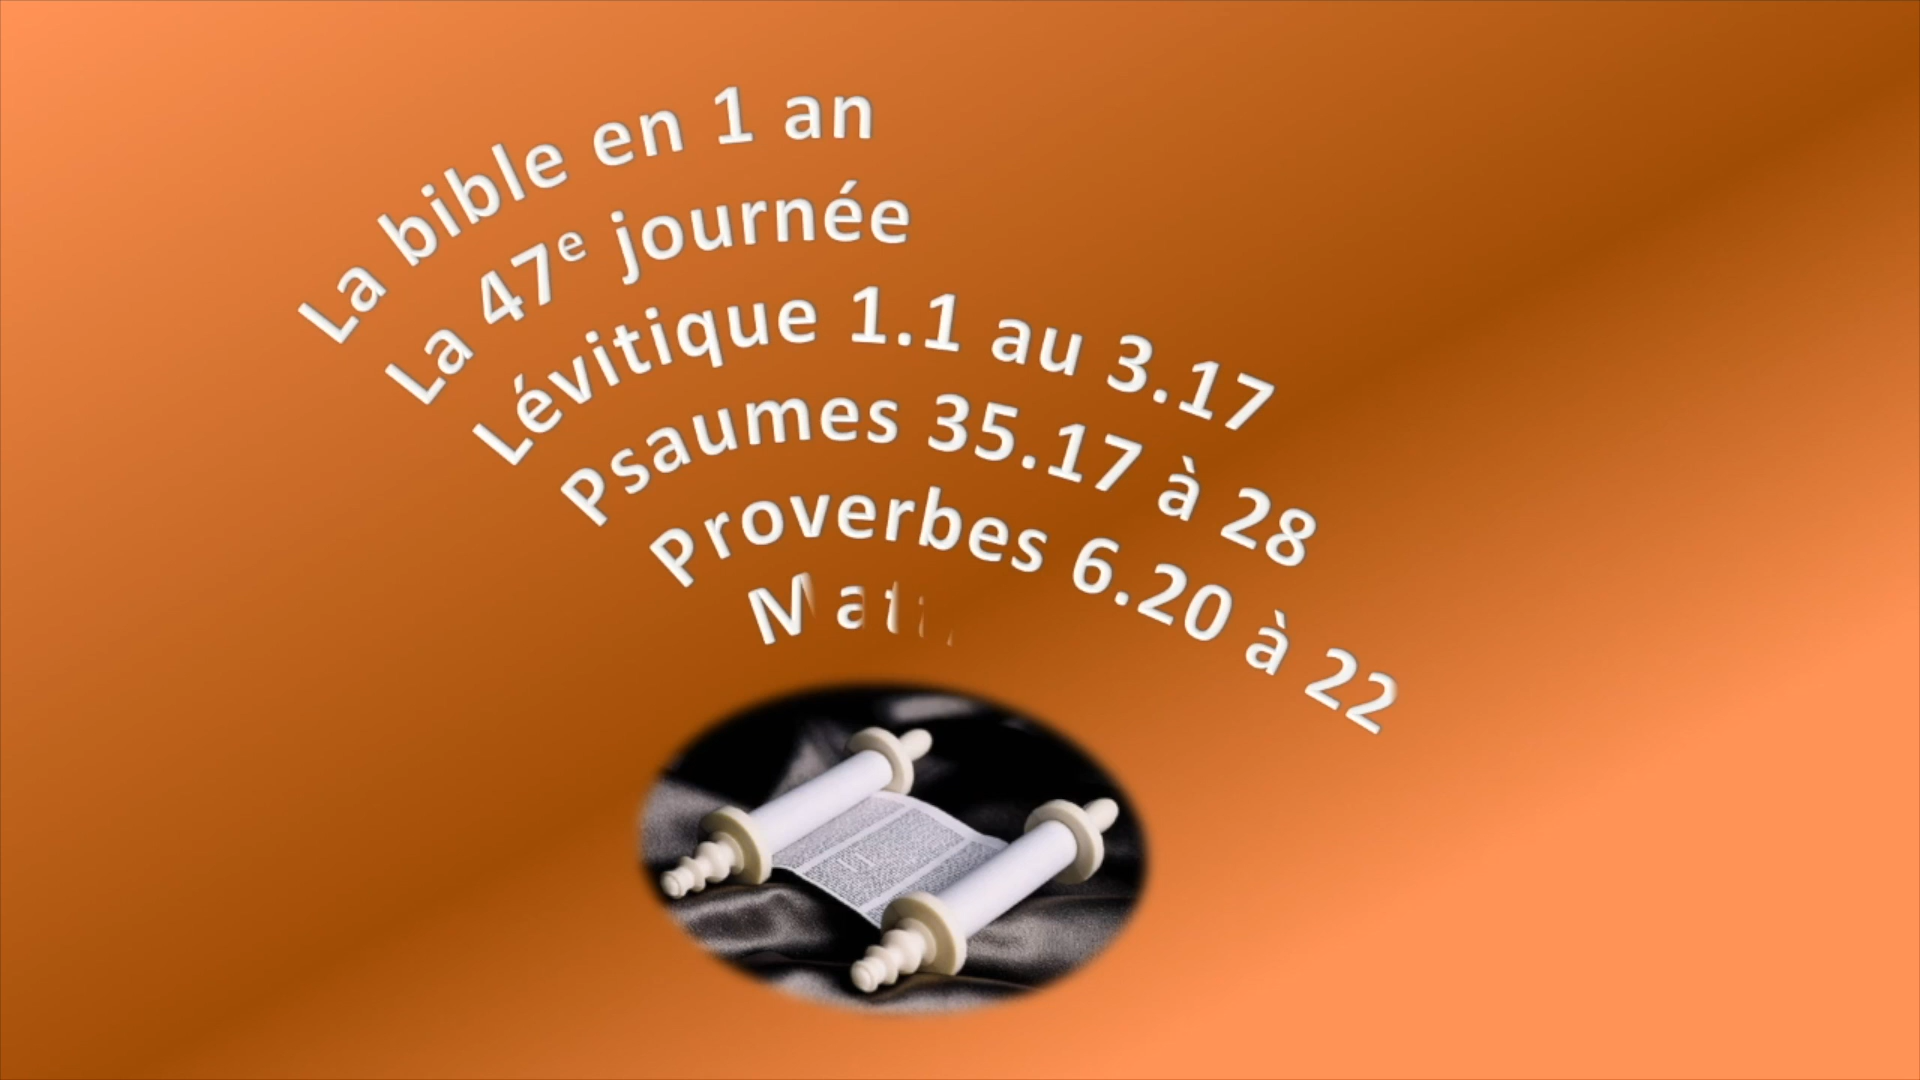 La bible en 1 an
La 47e journée
Lévitique 1.1 au 3.17
Psaumes 35.17 à 28
Proverbes 6.20 à 22